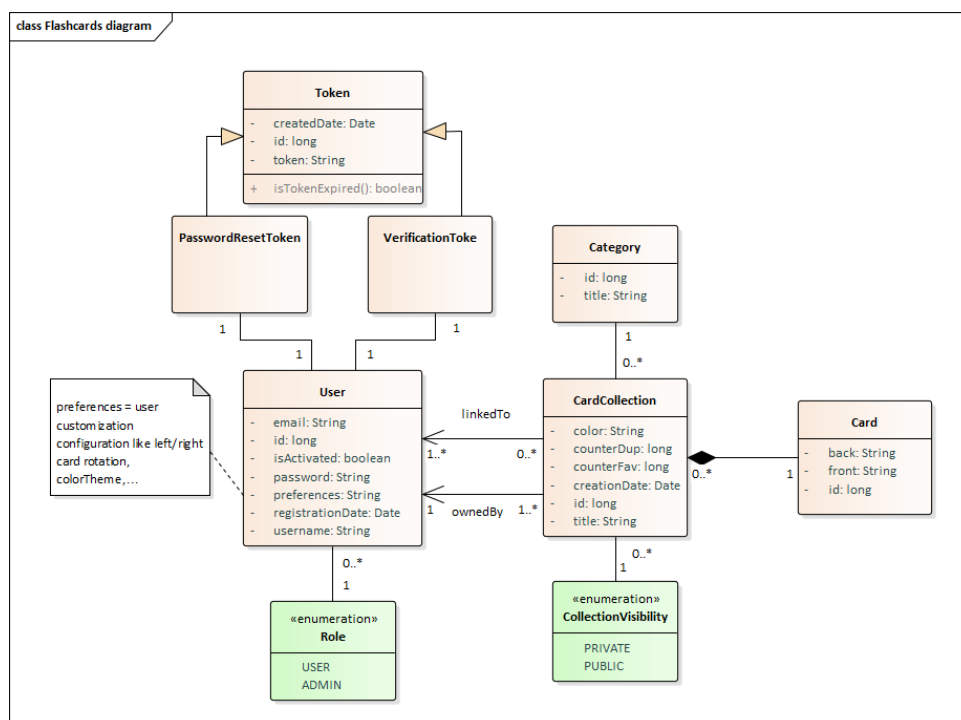 class Flashcards diagram
Token
- createdDate: Date
- id: long
- token: String
+ isTokenExpired(): boolean
PasswordResetToken
VerificationToke
Category
- id: long
- title: String
1
1
1
1
1
0..*
preferences = user
customization
configuration like left/right
card rotation,
colorTheme,...
User
- email: String
- id: long
- isActivated: boolean
- password: String
- preferences: String
- registrationDate: Date
- username: String
linkedTo
1..*
0..*
1
ownedBy
1..*
CardCollection
- color: String
- counterDup: long
- counterFav: long
- creationDate: Date
- id: long
- title: String
0..*
1
Card
- back: String
- front: String
- id: long
0..*
1
0..*
1
«enumeration»
Role
USER
ADMIN
«enumeration»
CollectionVisibility
PRIVATE
PUBLIC